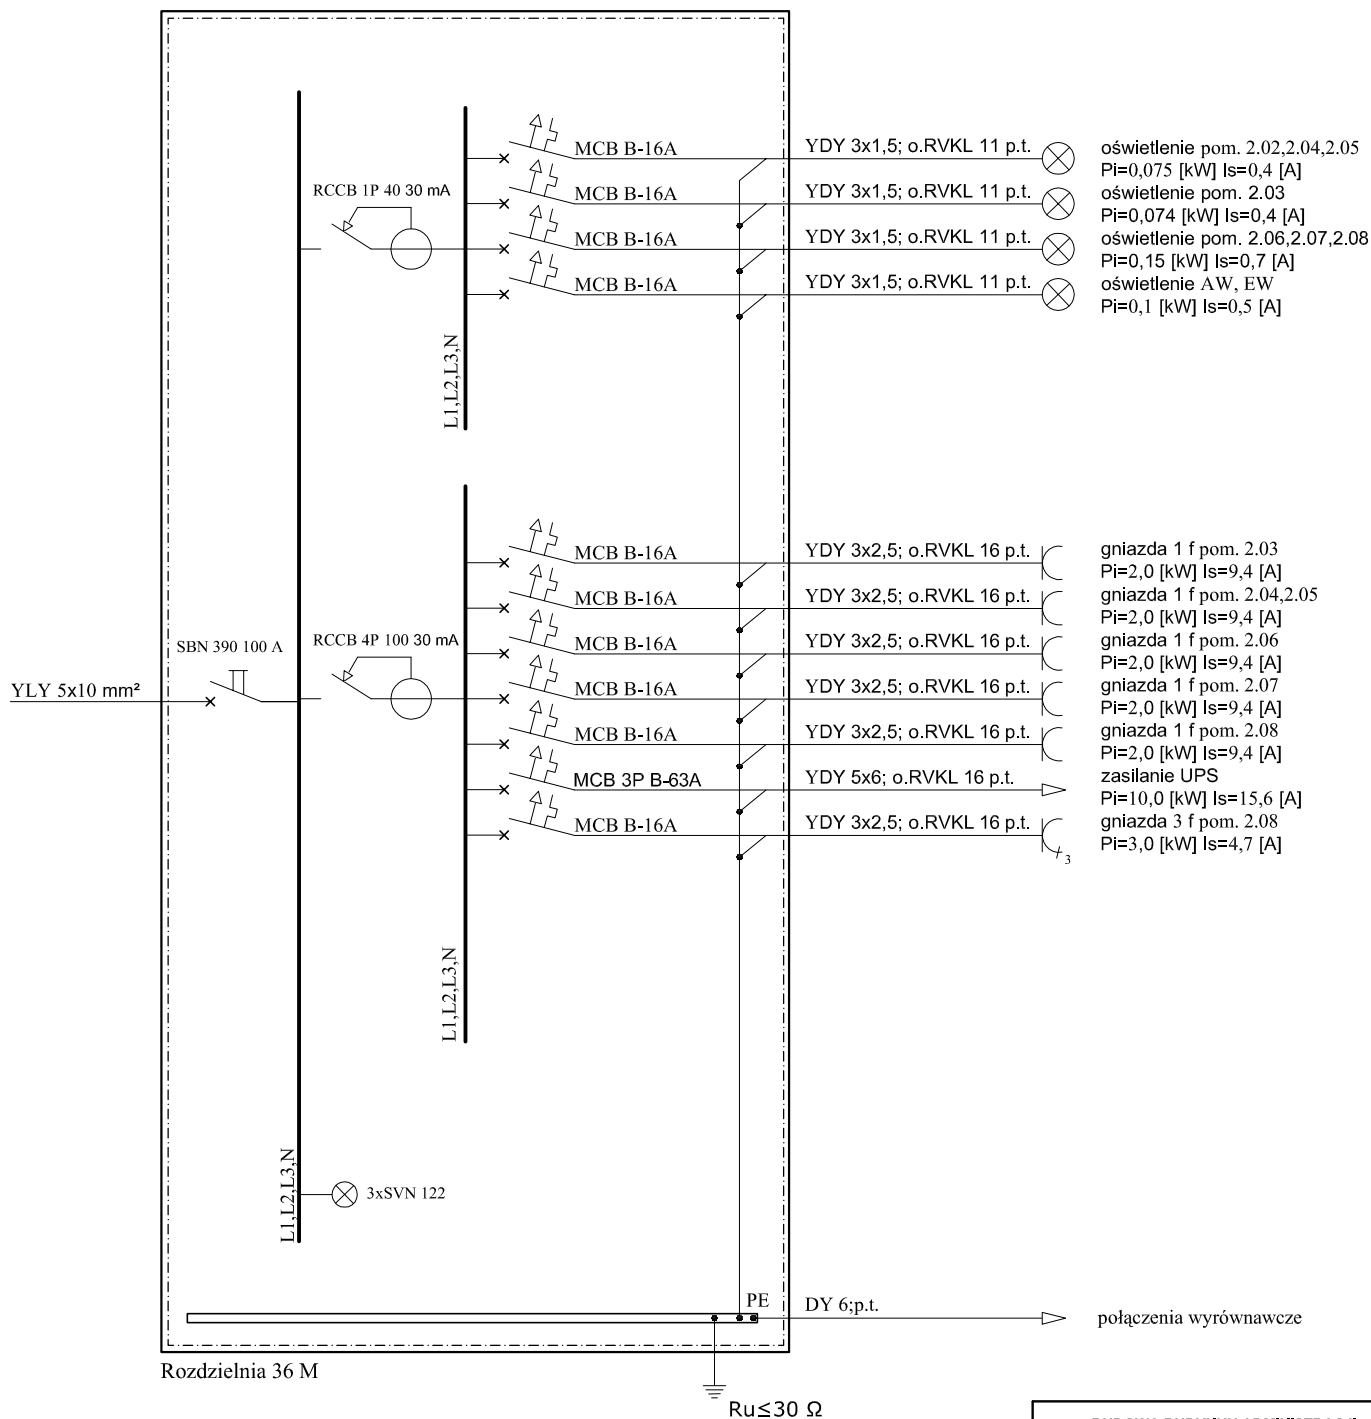 MCB B-16A
YDY 3x1,5; o.RVKL 11 p.t.
oświetlenie pom. 2.02,2.04,2.05
Pi=0,075 [kW] Is=0,4 [A]
RCCB 1P 40 30 mA
MCB B-16A
YDY 3x1,5; o.RVKL 11 p.t.
oświetlenie pom. 2.03
Pi=0,074 [kW] Is=0,4 [A]
MCB B-16A
YDY 3x1,5; o.RVKL 11 p.t.
oświetlenie pom. 2.06,2.07,2.08
Pi=0,15 [kW] Is=0,7 [A]
MCB B-16A
YDY 3x1,5; o.RVKL 11 p.t.
oświetlenie AW, EW
Pi=0,1 [kW] Is=0,5 [A]
L1,L2,L3,N
MCB B-16A
YDY 3x2,5; o.RVKL 16 p.t.
gniazda 1 f pom. 2.03
Pi=2,0 [kW] Is=9,4 [A]
MCB B-16A
YDY 3x2,5; o.RVKL 16 p.t.
gniazda 1 f pom. 2.04,2.05
Pi=2,0 [kW] Is=9,4 [A]
SBN 390 100 A
RCCB 4P 100 30 mA
MCB B-16A
YDY 3x2,5; o.RVKL 16 p.t.
gniazda 1 f pom. 2.06
Pi=2,0 [kW] Is=9,4 [A]
YLY 5x10 mm²
MCB B-16A
YDY 3x2,5; o.RVKL 16 p.t.
gniazda 1 f pom. 2.07
Pi=2,0 [kW] Is=9,4 [A]
MCB B-16A
YDY 3x2,5; o.RVKL 16 p.t.
gniazda 1 f pom. 2.08
Pi=2,0 [kW] Is=9,4 [A]
MCB 3P B-63A
YDY 5x6; o.RVKL 16 p.t.
zasilanie UPS
Pi=10,0 [kW] Is=15,6 [A]
MCB B-16A
YDY 3x2,5; o.RVKL 16 p.t.
3
gniazda 3 f pom. 2.08
Pi=3,0 [kW] Is=4,7 [A]
L1,L2,L3,N
L1,L2,L3,N
3xSVN 122
PE
DY 6;p.t.
połączenia wyrównawcze
Rozdzielnia 36 M
Ru≤30 Ω